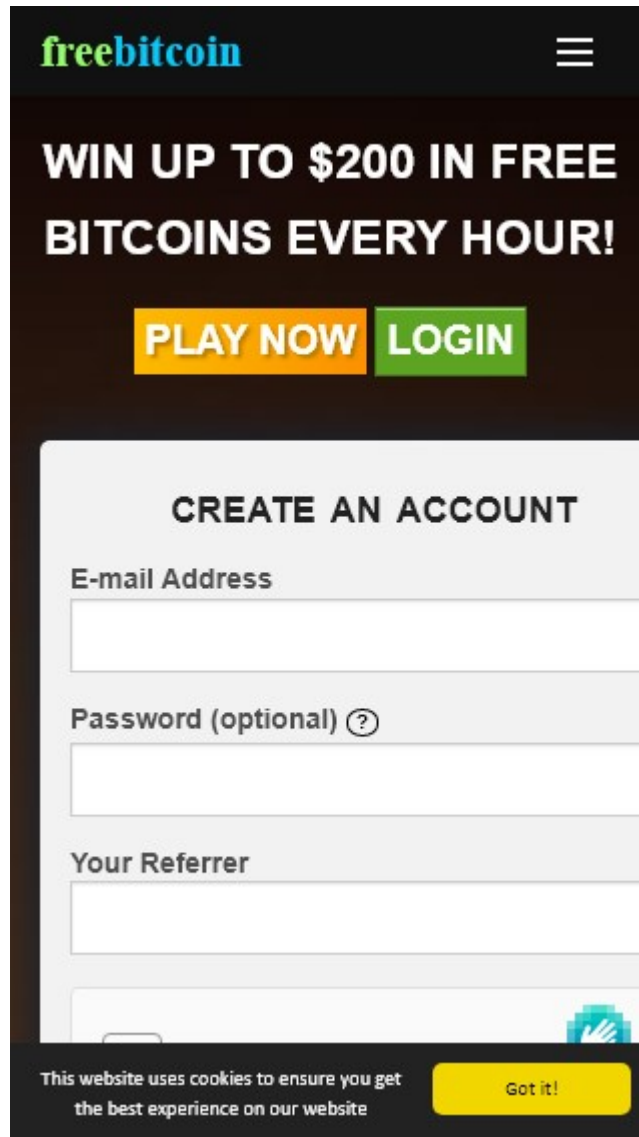 freebitcoin
WIN UP TO $200 IN FREE
BITCOINS EVERY HOUR!
PLAY NOW LOGIN
CREATE AN ACCOUNT
E-mail Address
Password (optional) ?
Your Referrer
This website uses cookies to ensure you get
the best experience on our website
Got it!